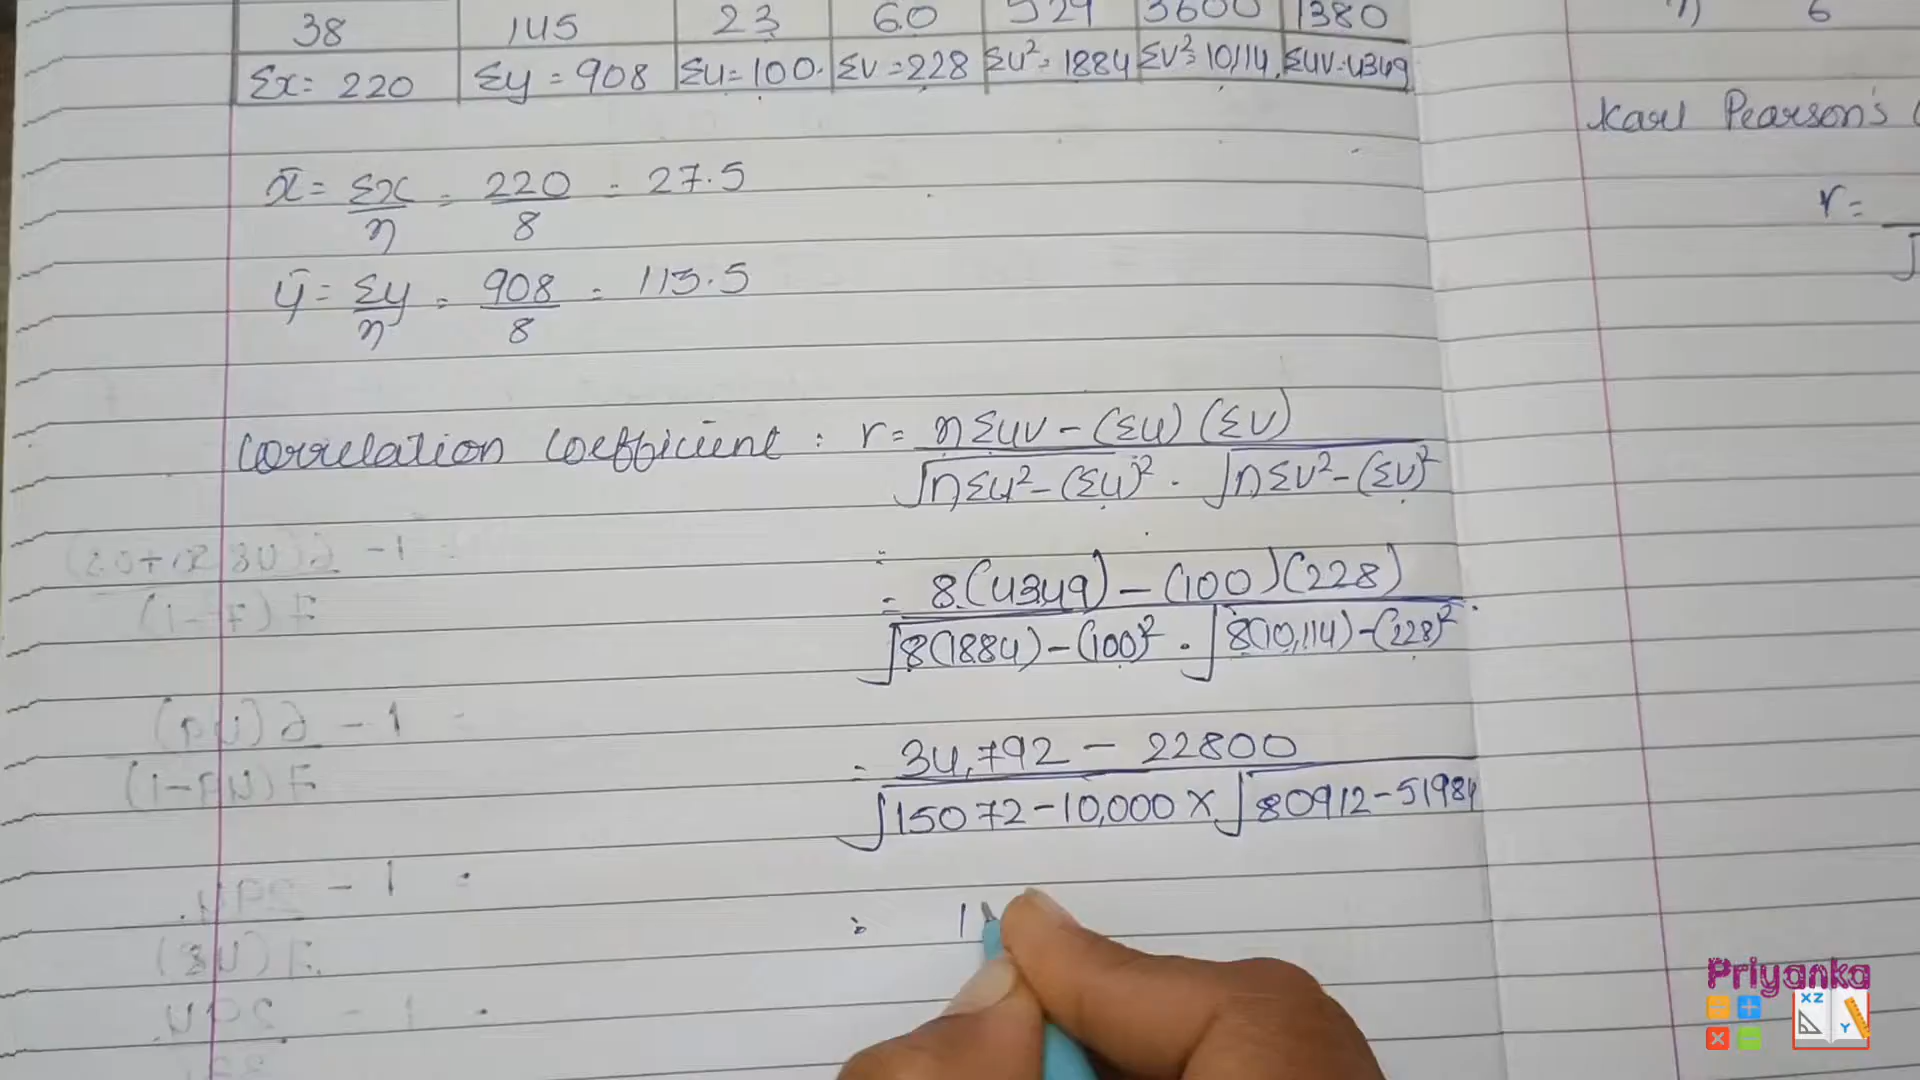 38 145 23 60 529 3600 1380
Σx = 220 Σy = 908 Σu = 100. Σv = 228 Σu² = 1884 Σv² = 10,114. Σuv = 4349
x̄ = Σx/n = 220/8 = 27.5
ȳ = Σy/n = 908/8 = 113.5
Correlation Coefficient : r = nΣuv - (Σu)(Σv) / √nΣu² - (Σu)² . √nΣv² - (Σv)²
= 8(4349) - (100)(228) / √8(1884) - (100)² . √8(10,114) - (228)²
= 34,792 - 22800 / √15072 - 10,000 × √80912 - 51984
= 1
6
Karl Pearson's
r =
Priyanka
XZ
Y